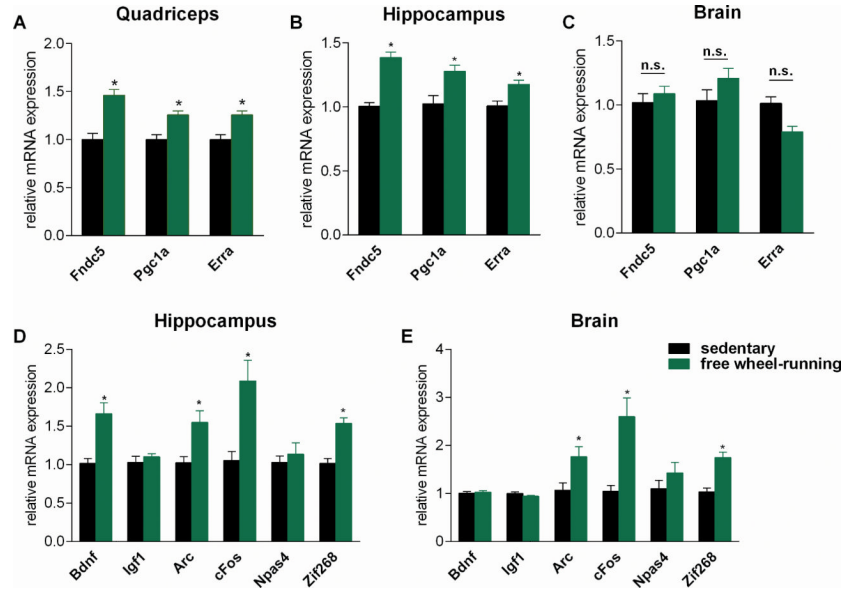 A Quadriceps
relative mRNA expression
2.0
1.5
1.0
0.5
0.0
* * *
Fndc5 Pgc1a Erra
B Hippocampus
relative mRNA expression
1.5
1.0
0.5
0.0
* * *
Fndc5 Pgc1a Erra
C Brain
relative mRNA expression
1.5
1.0
0.5
0.0
n.s. n.s. n.s.
Fndc5 Pgc1a Erra
D Hippocampus
relative mRNA expression
2.5
2.0
1.5
1.0
0.5
0.0
* * * *
Bdnf Igf1 Arc cFos Npas4 Zif268
E Brain
relative mRNA expression
4
3
2
1
0
* * *
Bdnf Igf1 Arc cFos Npas4 Zif268
sedentary
free wheel-running